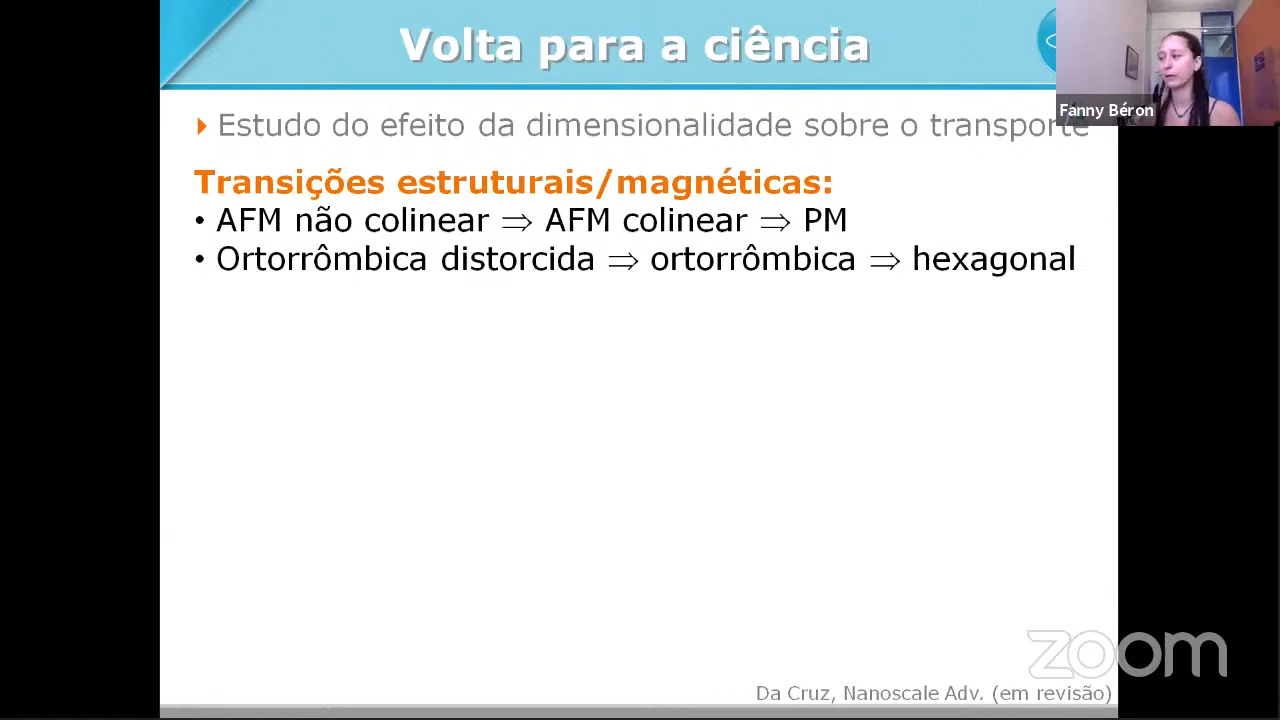 Volta para a ciência
Fanny Béron
Estudo do efeito da dimensionalidade sobre o transporte
Transições estruturais/magnéticas:
• AFM não colinear ⇒ AFM colinear ⇒ PM
• Ortorrômbica distorcida ⇒ ortorrômbica ⇒ hexagonal
zoom
Da Cruz, Nanoscale Adv. (em revisão)